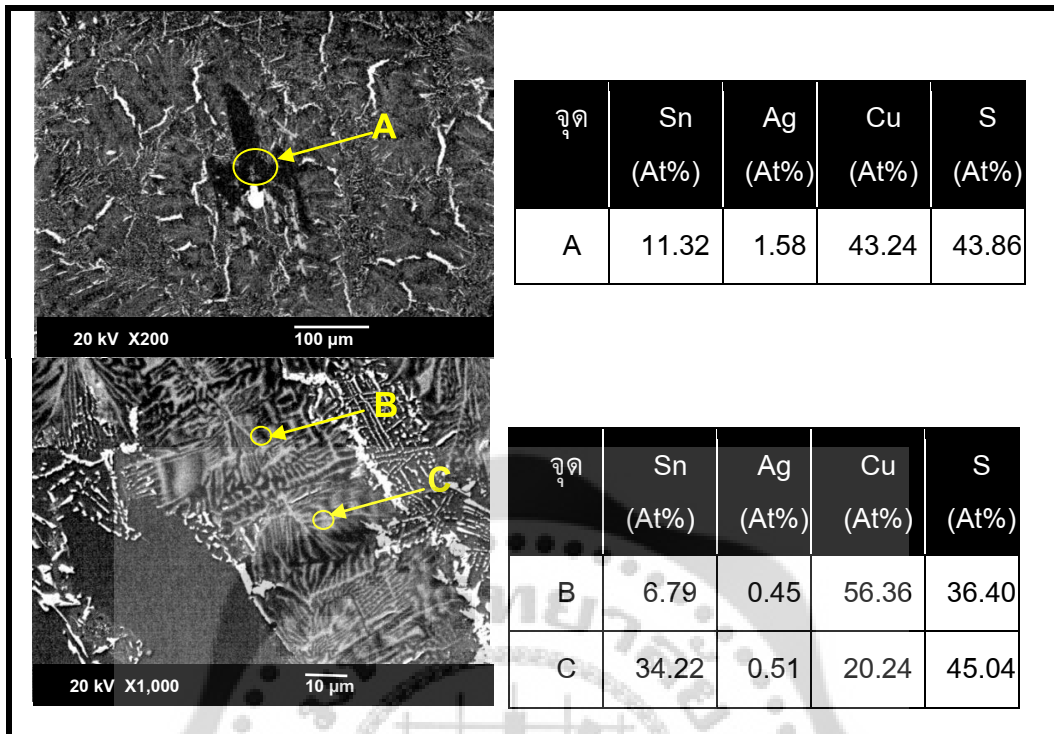 A
20 kV X200
100 µm
จุด Sn Ag Cu S
(At%) (At%) (At%) (At%)
A 11.32 1.58 43.24 43.86
B
C
20 kV X1,000
10 µm
จุด Sn Ag Cu S
(At%) (At%) (At%) (At%)
B 6.79 0.45 56.36 36.40
C 34.22 0.51 20.24 45.04